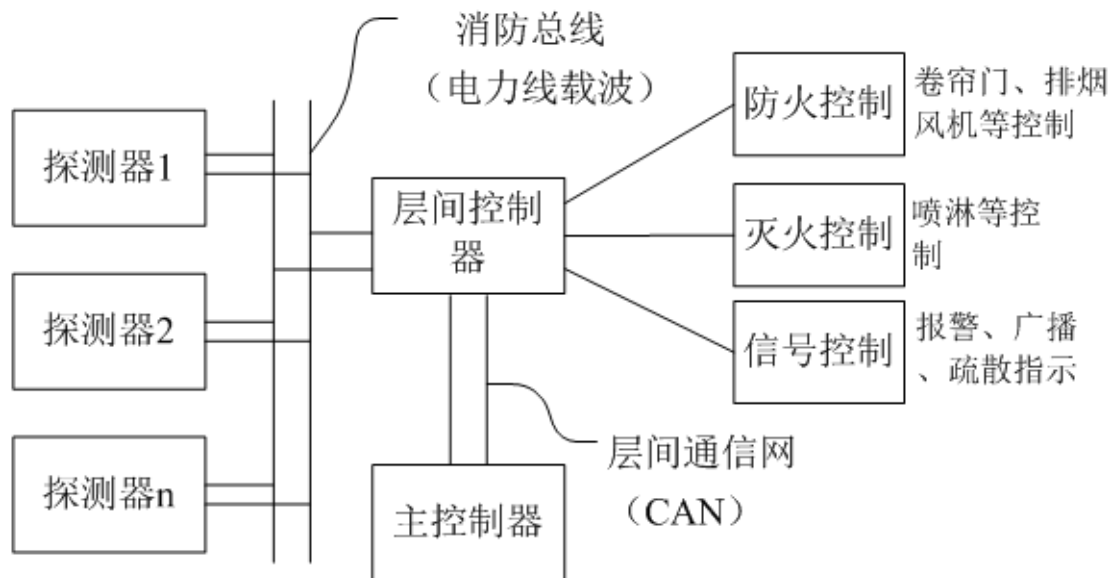 消防总线
（电力线载波）
探测器1
探测器2
探测器n
层间控制
器
主控制器
层间通信网
（CAN）
防火控制
卷帘门、排烟
风机等控制
灭火控制
喷淋等控
制
信号控制
报警、广播
、疏散指示